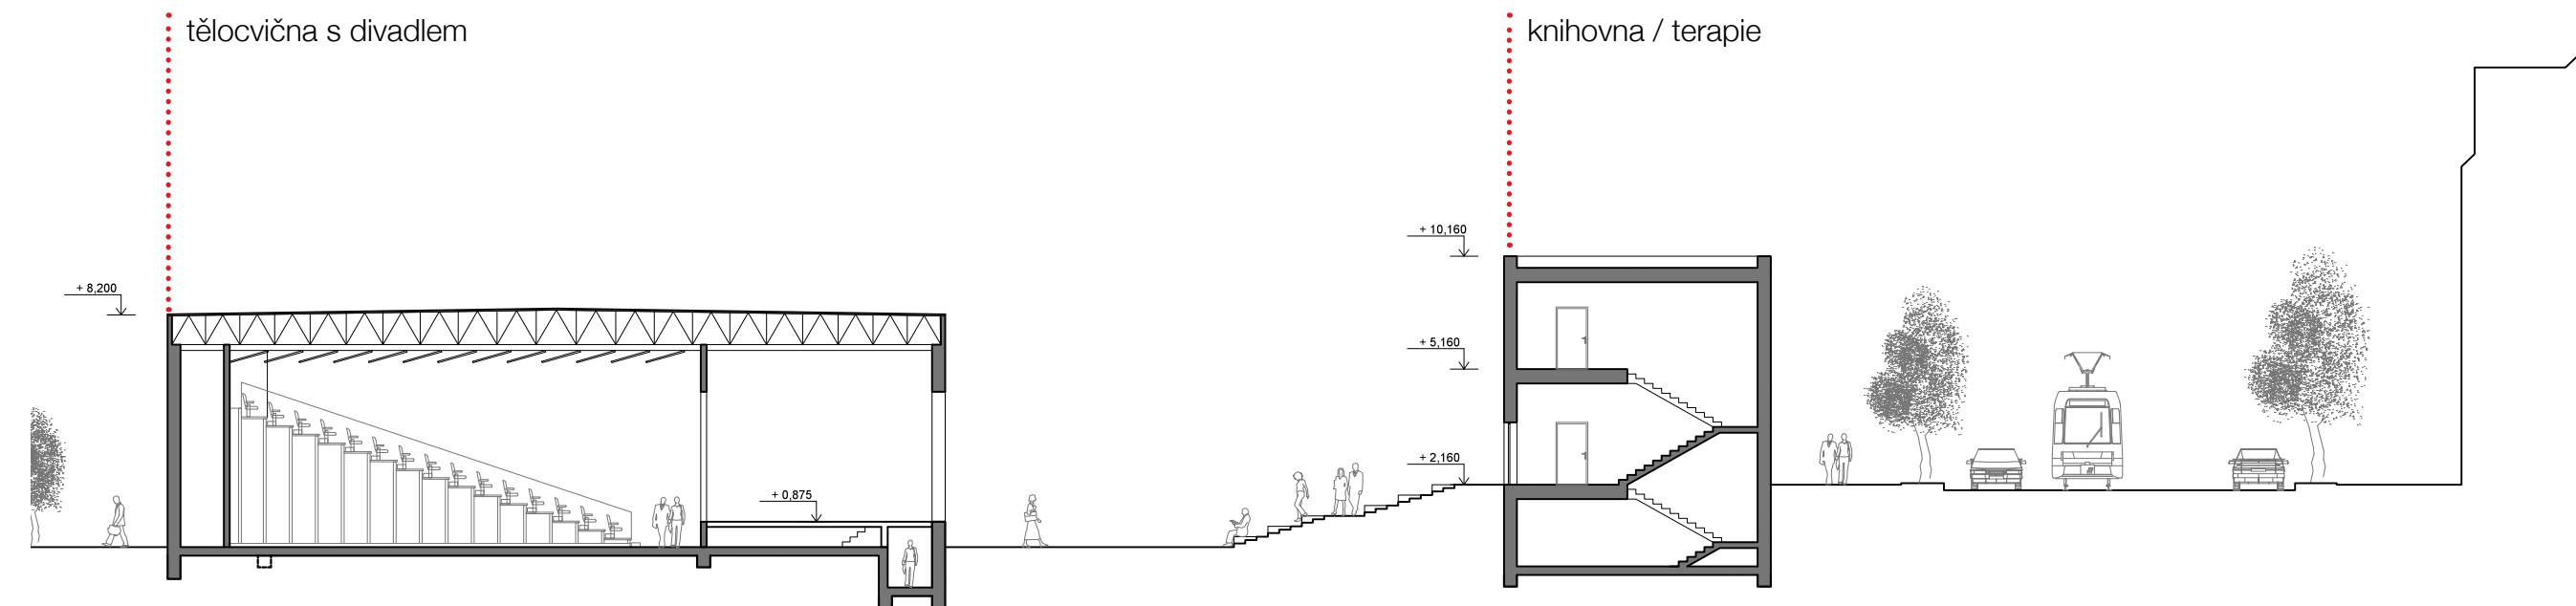 tělocvična s divadlem
knihovna / terapie
+ 10,160
+ 8,200
+ 5,160
+ 2,160
+ 0,875